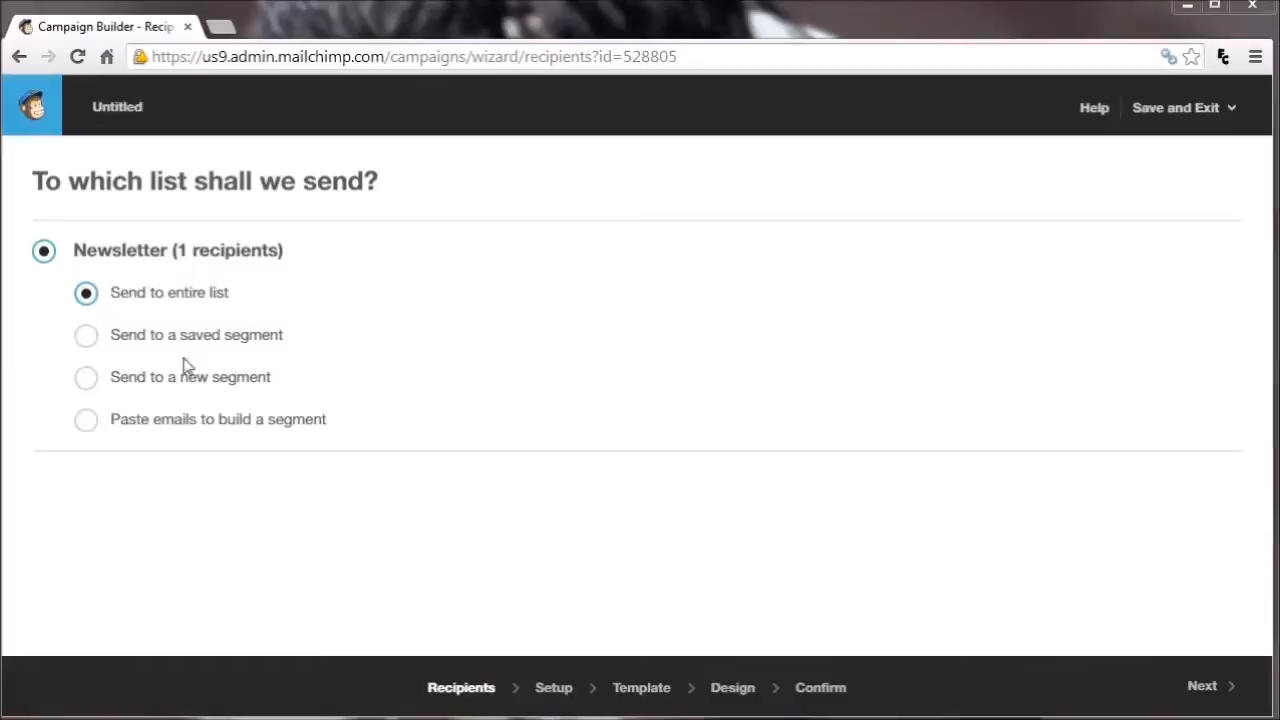 Campaign Builder - Recip
https://us9.admin.mailchimp.com/campaigns/wizard/recipients?id=528805
Untitled
Help
Save and Exit
To which list shall we send?
Newsletter (1 recipients)
Send to entire list
Send to a saved segment
Send to a new segment
Paste emails to build a segment
Recipients > Setup > Template > Design > Confirm
Next >